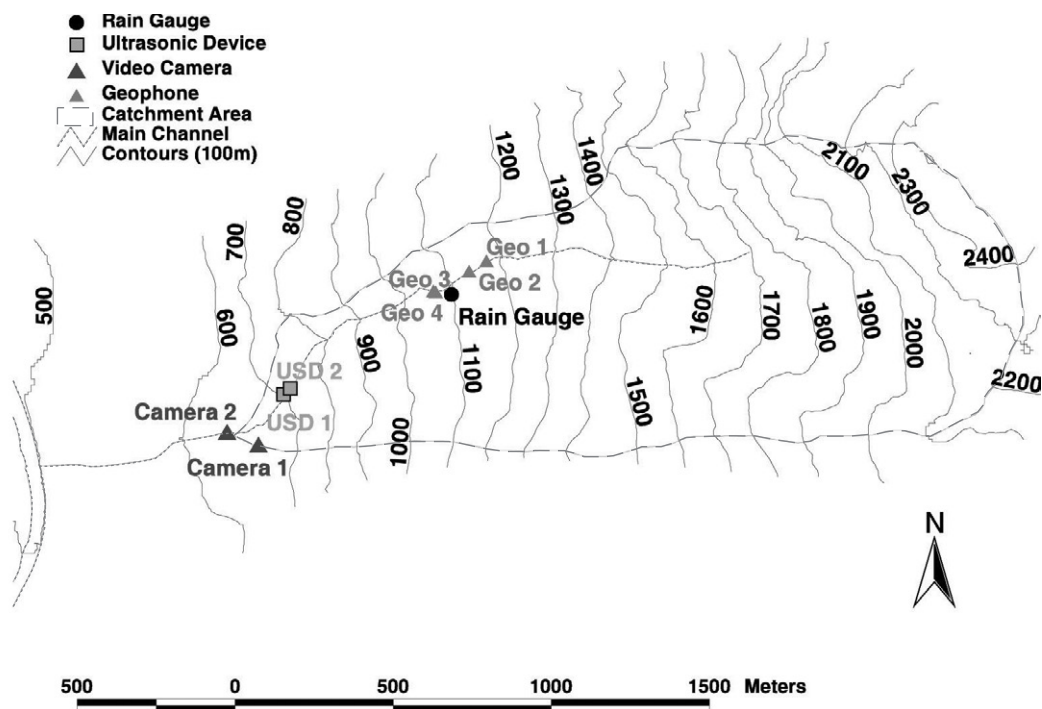 Rain Gauge
Ultrasonic Device
Video Camera
Geophone
Catchment Area
Main Channel
Contours (100m)
500
600
700
800
900
1000
1100
1200
1300
1400
1500
1600
1700
1800
1900
2000
2100
2200
2300
2400
Geo 1
Geo 2
Geo 3
Geo 4
Rain Gauge
USD 2
USD 1
Camera 2
Camera 1
N
500 0 500 1000 1500 Meters